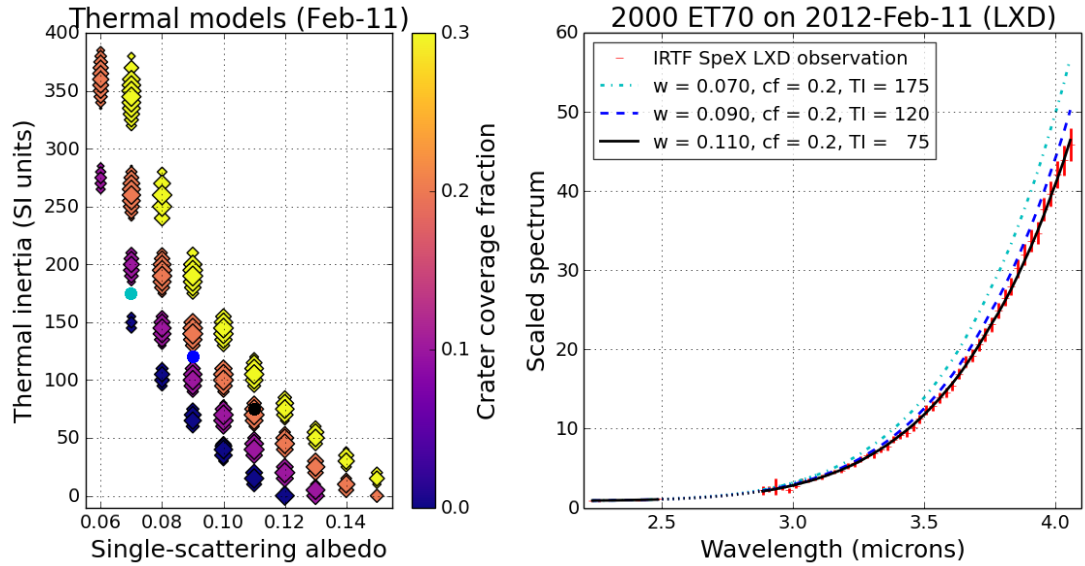 Thermal models (Feb-11)
400
350
300
250
200
150
100
50
0
Thermal inertia (SI units)
0.06 0.08 0.10 0.12 0.14
Single-scattering albedo
0.3
0.2
0.1
0.0
Crater coverage fraction
2000 ET70 on 2012-Feb-11 (LXD)
IRTF SpeX LXD observation
w = 0.070, cf = 0.2, TI = 175
w = 0.090, cf = 0.2, TI = 120
w = 0.110, cf = 0.2, TI = 75
60
50
40
30
20
10
0
Scaled spectrum
2.5 3.0 3.5 4.0
Wavelength (microns)